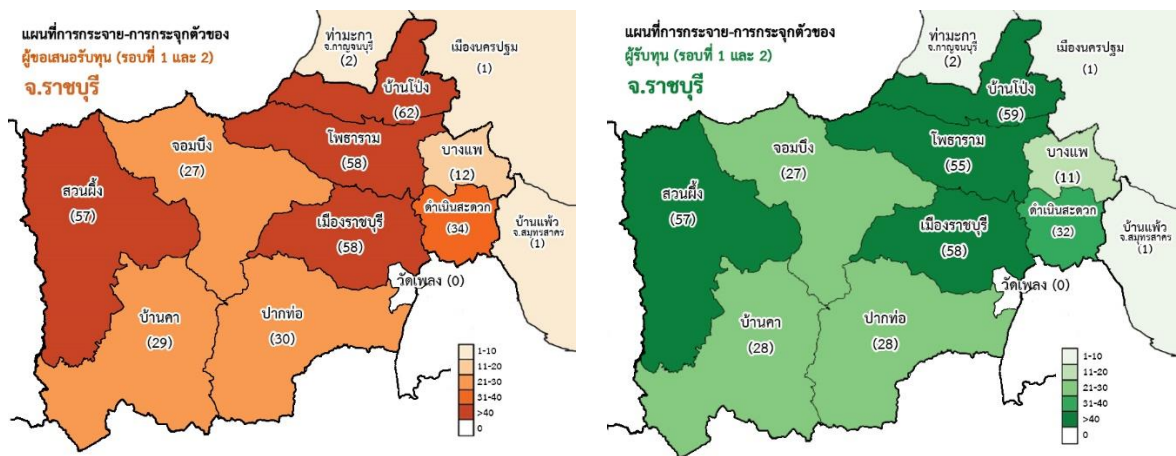 แผนที่การกระจาย-การกระจุกตัวของ
ผู้ขอเสนอรับทุน (รอบที่ 1 และ 2)
จ.ราชบุรี
ท่ามะกา
จ.กาญจนบุรี
(2)
เมืองนครปฐม
(1)
บ้านโป่ง
(62)
จอมบึง
(27)
โพธาราม
(58)
บางแพ
(12)
สวนผึ้ง
(57)
เมืองราชบุรี
(58)
ดำเนินสะดวก
(34)
บ้านแพ้ว
จ.สมุทรสาคร
(1)
วัดเพลง (0)
บ้านคา
(29)
ปากท่อ
(30)
1-10
11-20
21-30
31-40
>40
0
แผนที่การกระจาย-การกระจุกตัวของ
ผู้รับทุน (รอบที่ 1 และ 2)
จ.ราชบุรี
ท่ามะกา
จ.กาญจนบุรี
(2)
เมืองนครปฐม
(1)
บ้านโป่ง
(59)
จอมบึง
(27)
โพธาราม
(55)
บางแพ
(11)
สวนผึ้ง
(57)
เมืองราชบุรี
(58)
ดำเนินสะดวก
(32)
บ้านแพ้ว
จ.สมุทรสาคร
(1)
วัดเพลง (0)
บ้านคา
(28)
ปากท่อ
(28)
1-10
11-20
21-30
31-40
>40
0